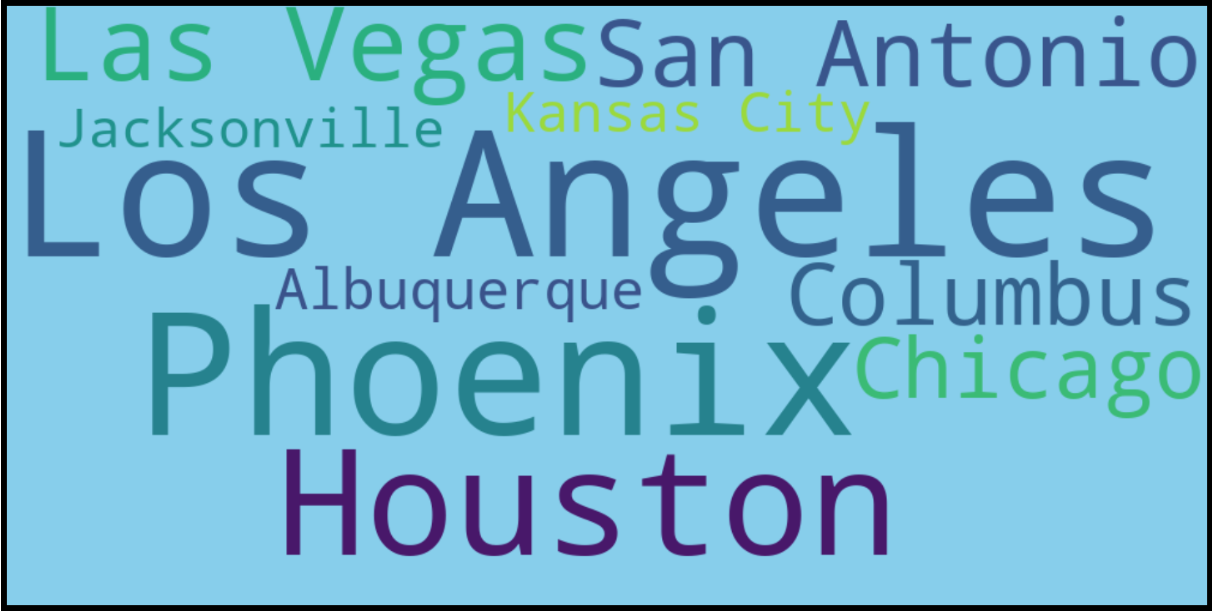 Las Vegas
San Antonio
Kansas City
Jacksonville
Los Angeles
Albuquerque
Columbus
Phoenix
Chicago
Houston